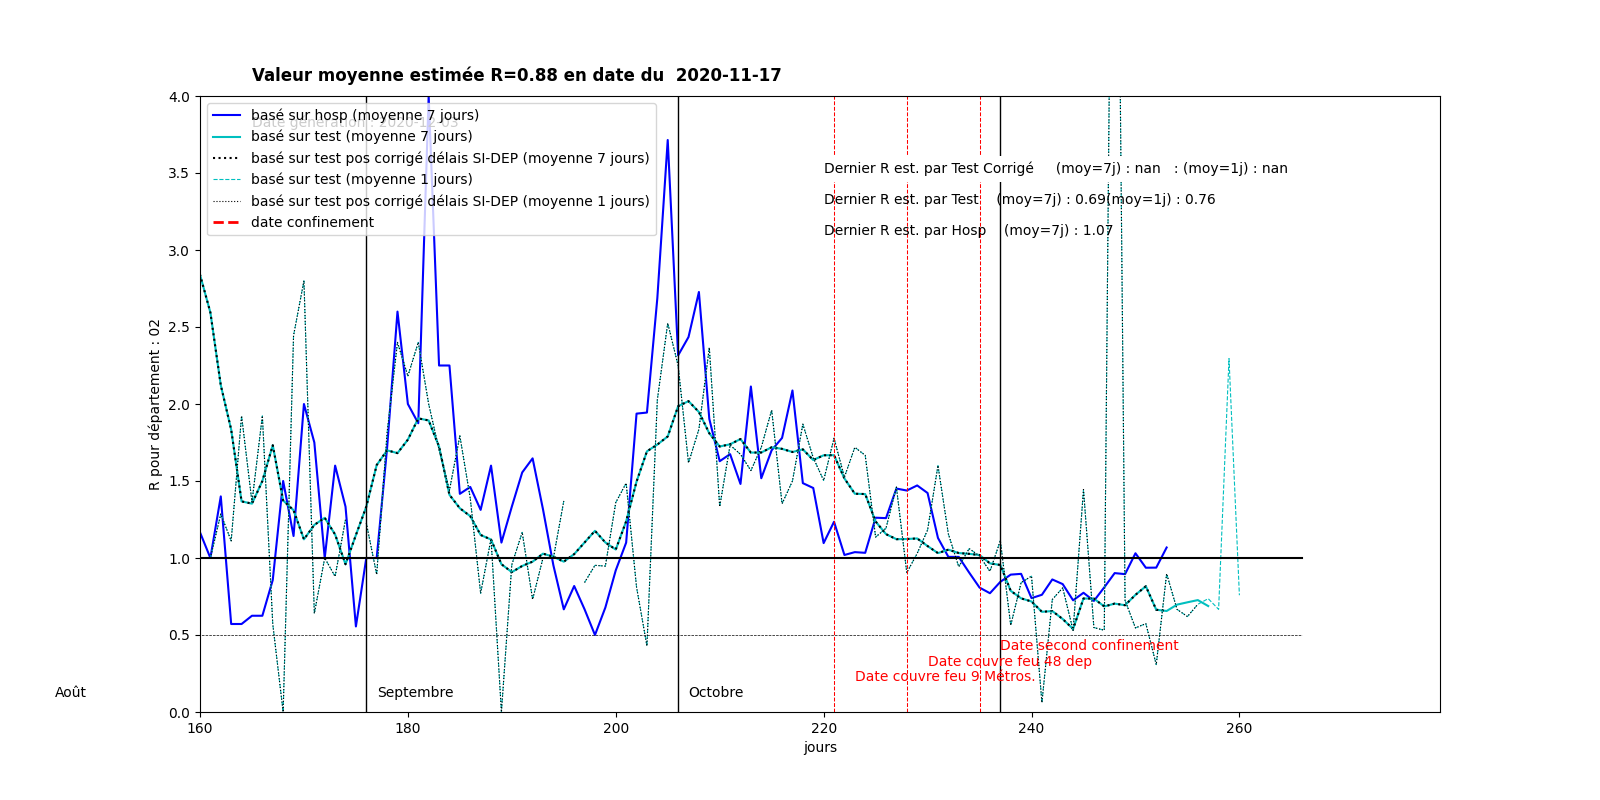 Valeur moyenne estimée R=0.88 en date du  2020-11-17
4.0
3.5
3.0
2.5
2.0
1.5
1.0
0.5
0.0
R pour département : 02
basé sur hosp (moyenne 7 jours)
Date génération : 2020-12-03
basé sur test (moyenne 7 jours)
basé sur test pos corrigé délais SI-DEP (moyenne 7 jours)
basé sur test (moyenne 1 jours)
basé sur test pos corrigé délais SI-DEP (moyenne 1 jours)
date confinement
Dernier R est. par Test Corrigé     (moy=7j) : nan   : (moy=1j) : nan
Dernier R est. par Test    (moy=7j) : 0.69(moy=1j) : 0.76
Dernier R est. par Hosp    (moy=7j) : 1.07
Date second confinement
Date couvre feu 48 dep
Date couvre feu 9 Métros.
Août
Septembre
Octobre
160
180
200
220
240
260
jours